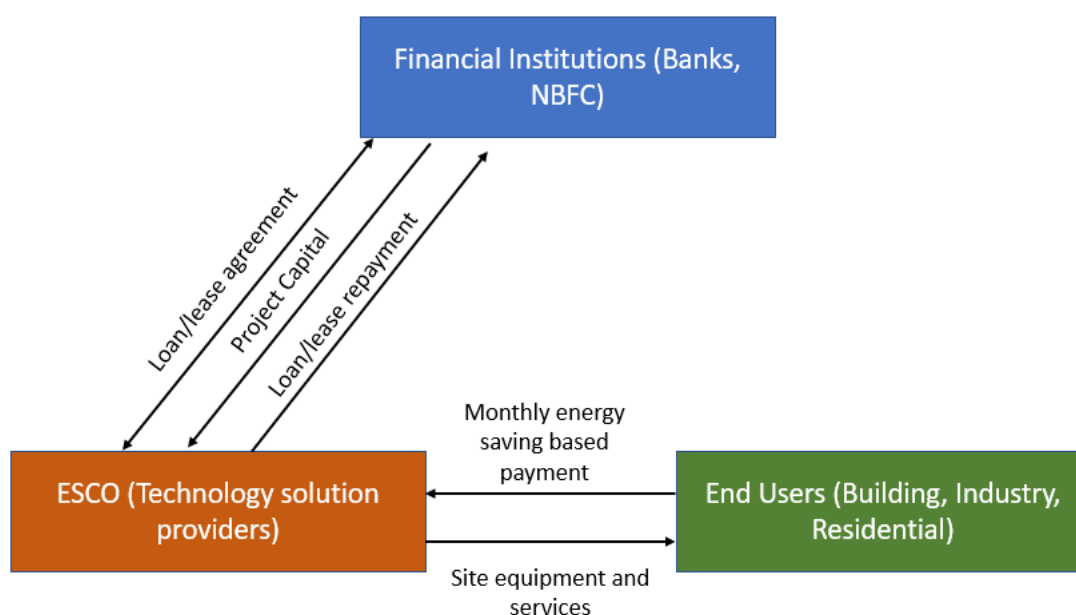 Financial Institutions (Banks,
NBFC)
Loan/lease agreement
Project Capital
Loan/lease repayment
Monthly energy
saving based
payment
ESCO (Technology solution
providers)
End Users (Building, Industry,
Residential)
Site equipment and
services